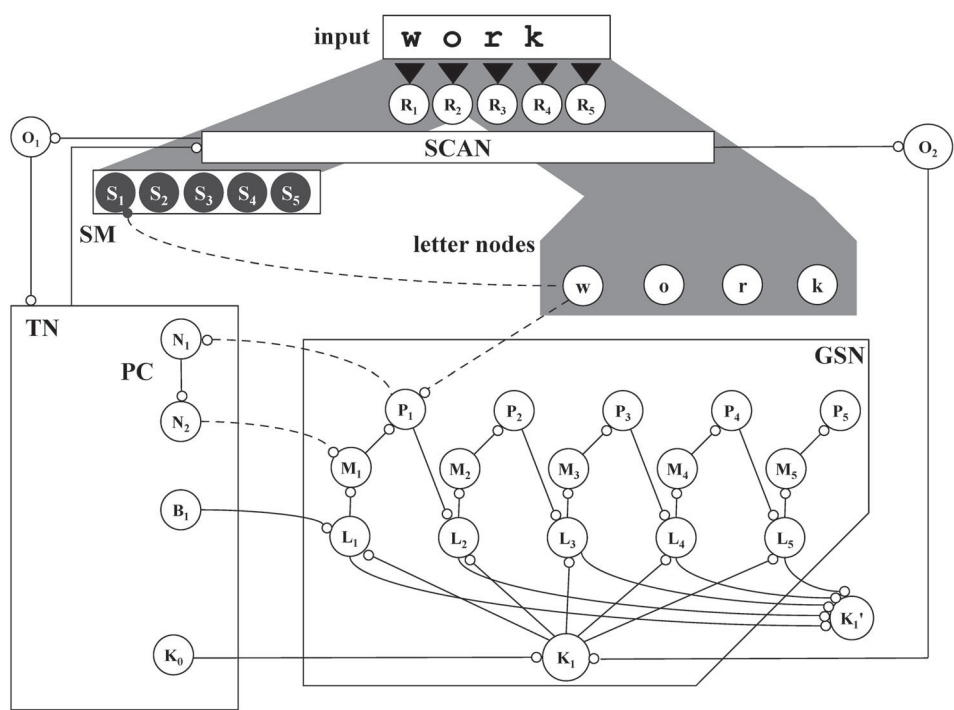 input w o r k
R1 R2 R3 R4 R5
O1 SCAN O2
S1 S2 S3 S4 S5
SM
letter nodes
w o r k
TN
GSN
N1
PC
P1 P2 P3 P4 P5
N2
M1 M2 M3 M4 M5
B1
L1 L2 L3 L4 L5
K1'
K0 K1